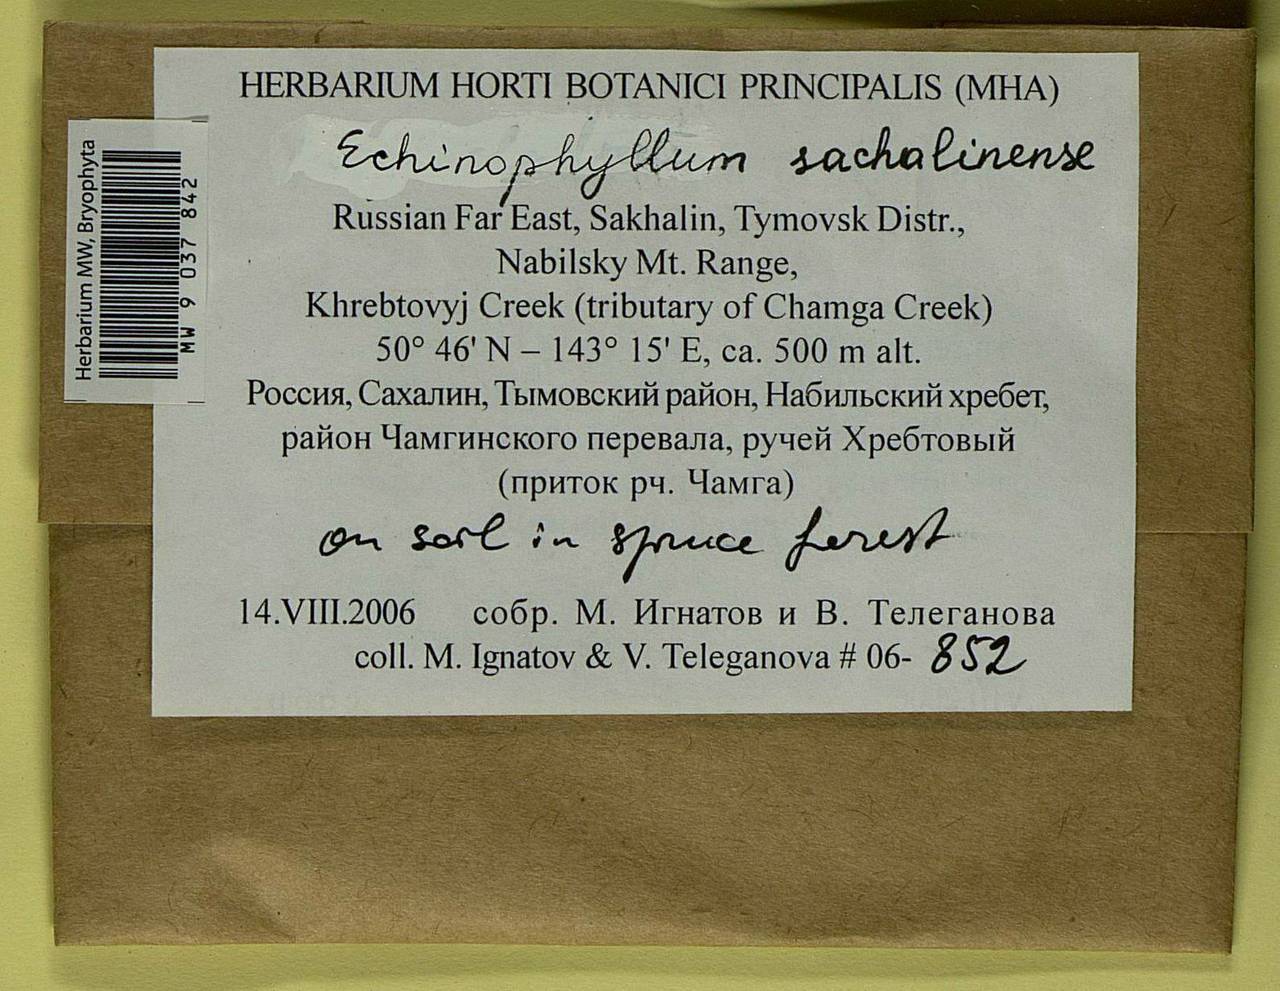 HERBARIUM HORTI BOTANICI PRINCIPALIS (MHA)
Echinophyllum sachalinense
Russian Far East, Sakhalin, Tymovsk Distr.,
Nabilsky Mt. Range,
Khrebtovyj Creek (tributary of Chamga Creek)
50° 46' N – 143° 15' E, ca. 500 m alt.
Россия, Сахалин, Тымовский район, Набильский хребет,
район Чамгинского перевала, ручей Хребтовый
(приток рч. Чамга)
on soil in spruce forest
14.VIII.2006 собр. М. Игнатов и В. Телеганова
coll. M. Ignatov & V. Teleganova # 06- 852
Herbarium MW, Bryophyta
MW 9 037 842